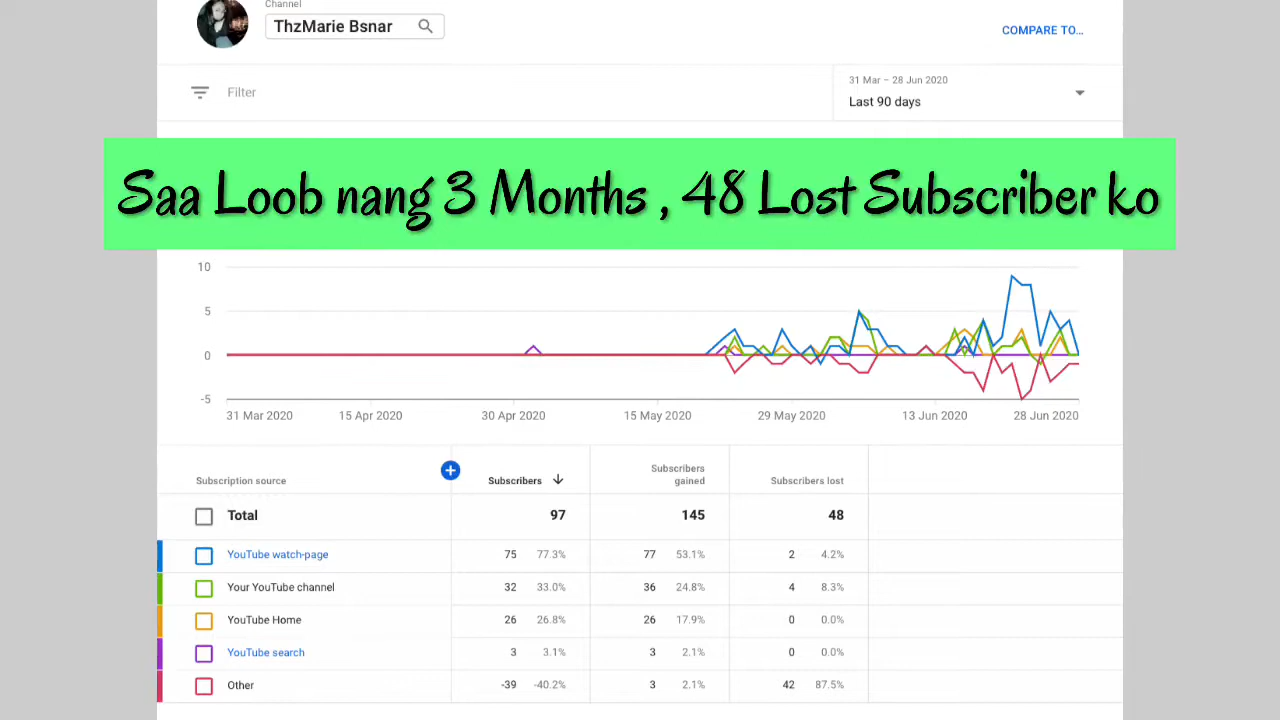 Channel
ThzMarie Bsnar
COMPARE TO...
Filter
31 Mar – 28 Jun 2020
Last 90 days
Saa Loob nang 3 Months , 48 Lost Subscriber ko
10
5
0
-5
31 Mar 2020 15 Apr 2020 30 Apr 2020 15 May 2020 29 May 2020 13 Jun 2020 28 Jun 2020
Subscription source Subscribers Subscribers gained Subscribers lost
Total 97 145 48
YouTube watch-page 75 77.3% 77 53.1% 2 4.2%
Your YouTube channel 32 33.0% 36 24.8% 4 8.3%
YouTube Home 26 26.8% 26 17.9% 0 0.0%
YouTube search 3 3.1% 3 2.1% 0 0.0%
Other -39 -40.2% 3 2.1% 42 87.5%